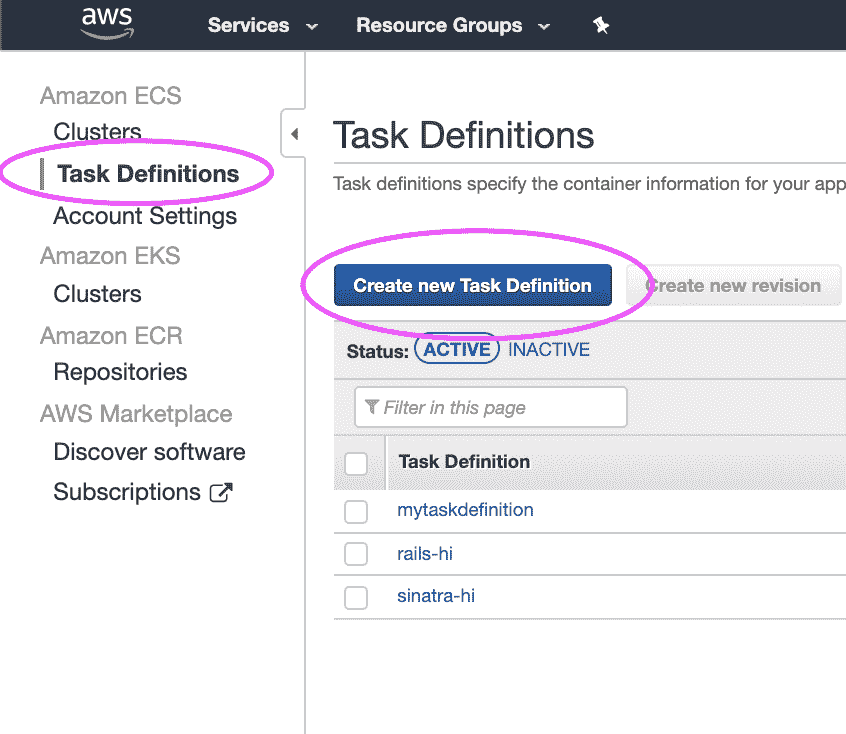 aws
Services
Resource Groups
Amazon ECS
Clusters
Task Definitions
Account Settings
Amazon EKS
Clusters
Amazon ECR
Repositories
AWS Marketplace
Discover software
Subscriptions
Task Definitions
Task definitions specify the container information for your app
Create new Task Definition
Create new revision
Status: ACTIVE INACTIVE
Filter in this page
Task Definition
mytaskdefinition
rails-hi
sinatra-hi